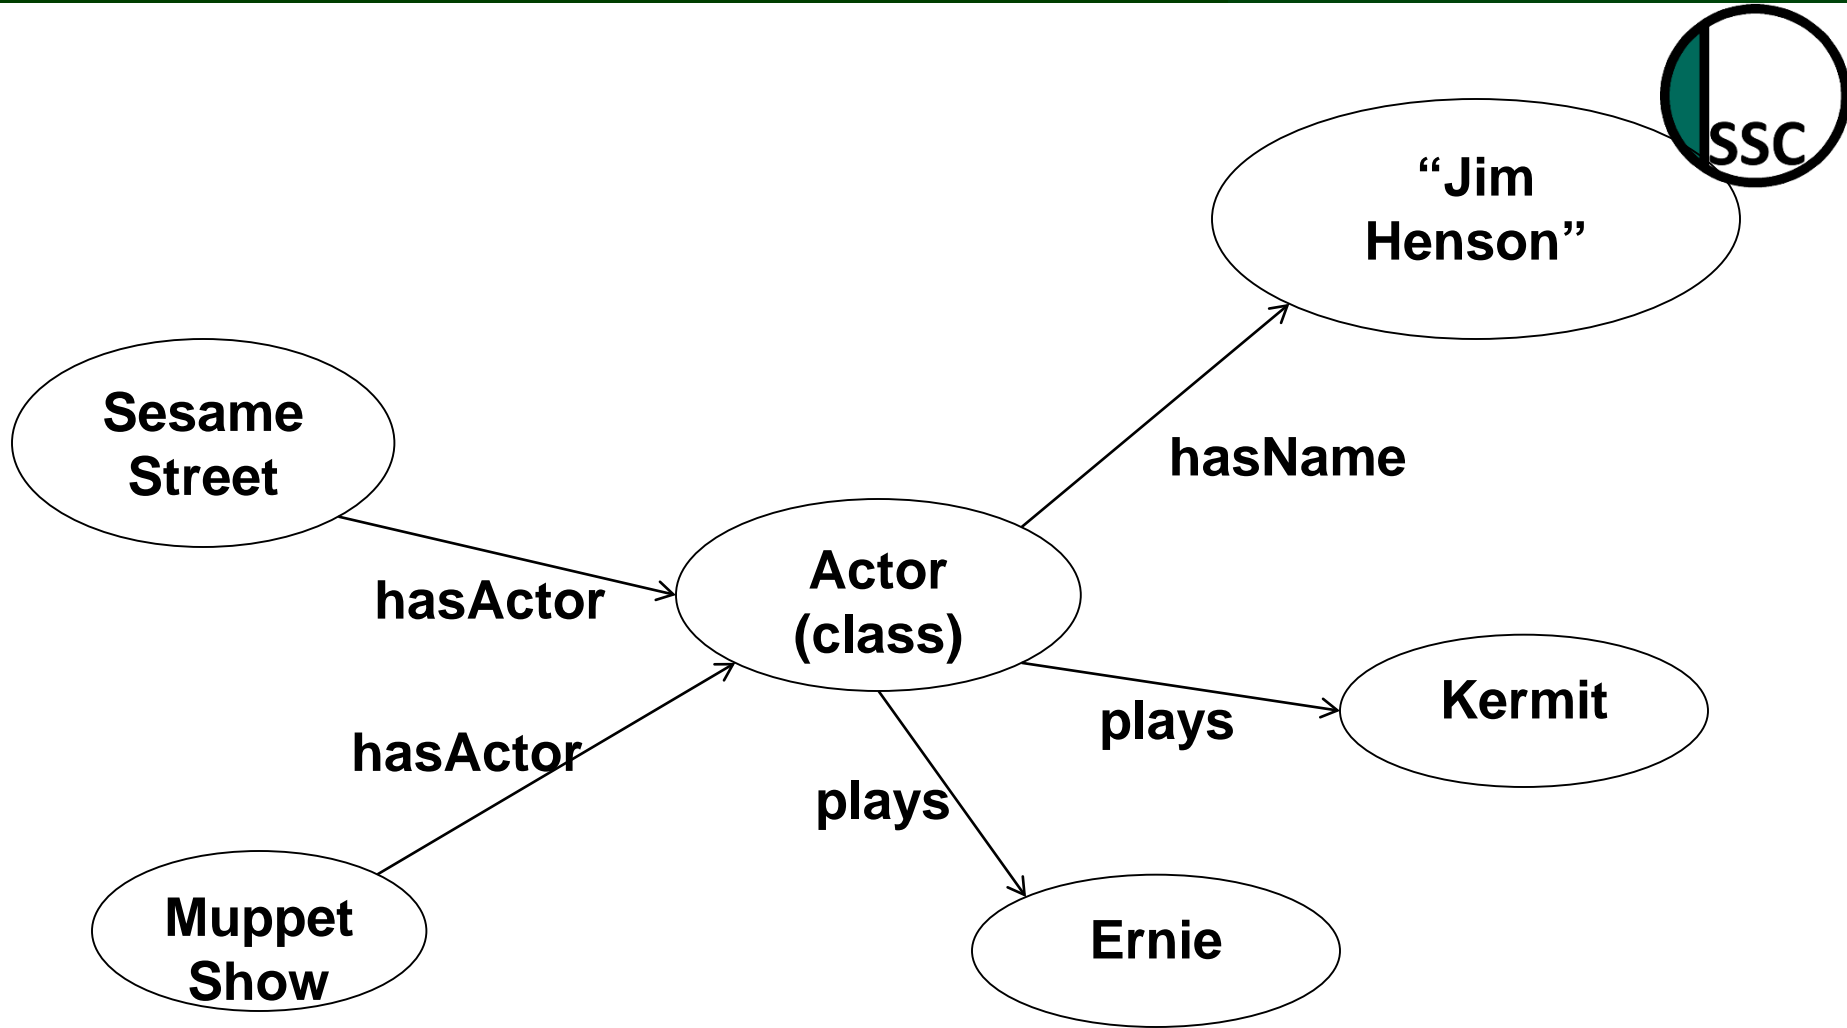 SSC
“Jim
Henson”
Sesame
Street
hasName
Actor
(class)
hasActor
Kermit
plays
hasActor
plays
Muppet
Show
Ernie